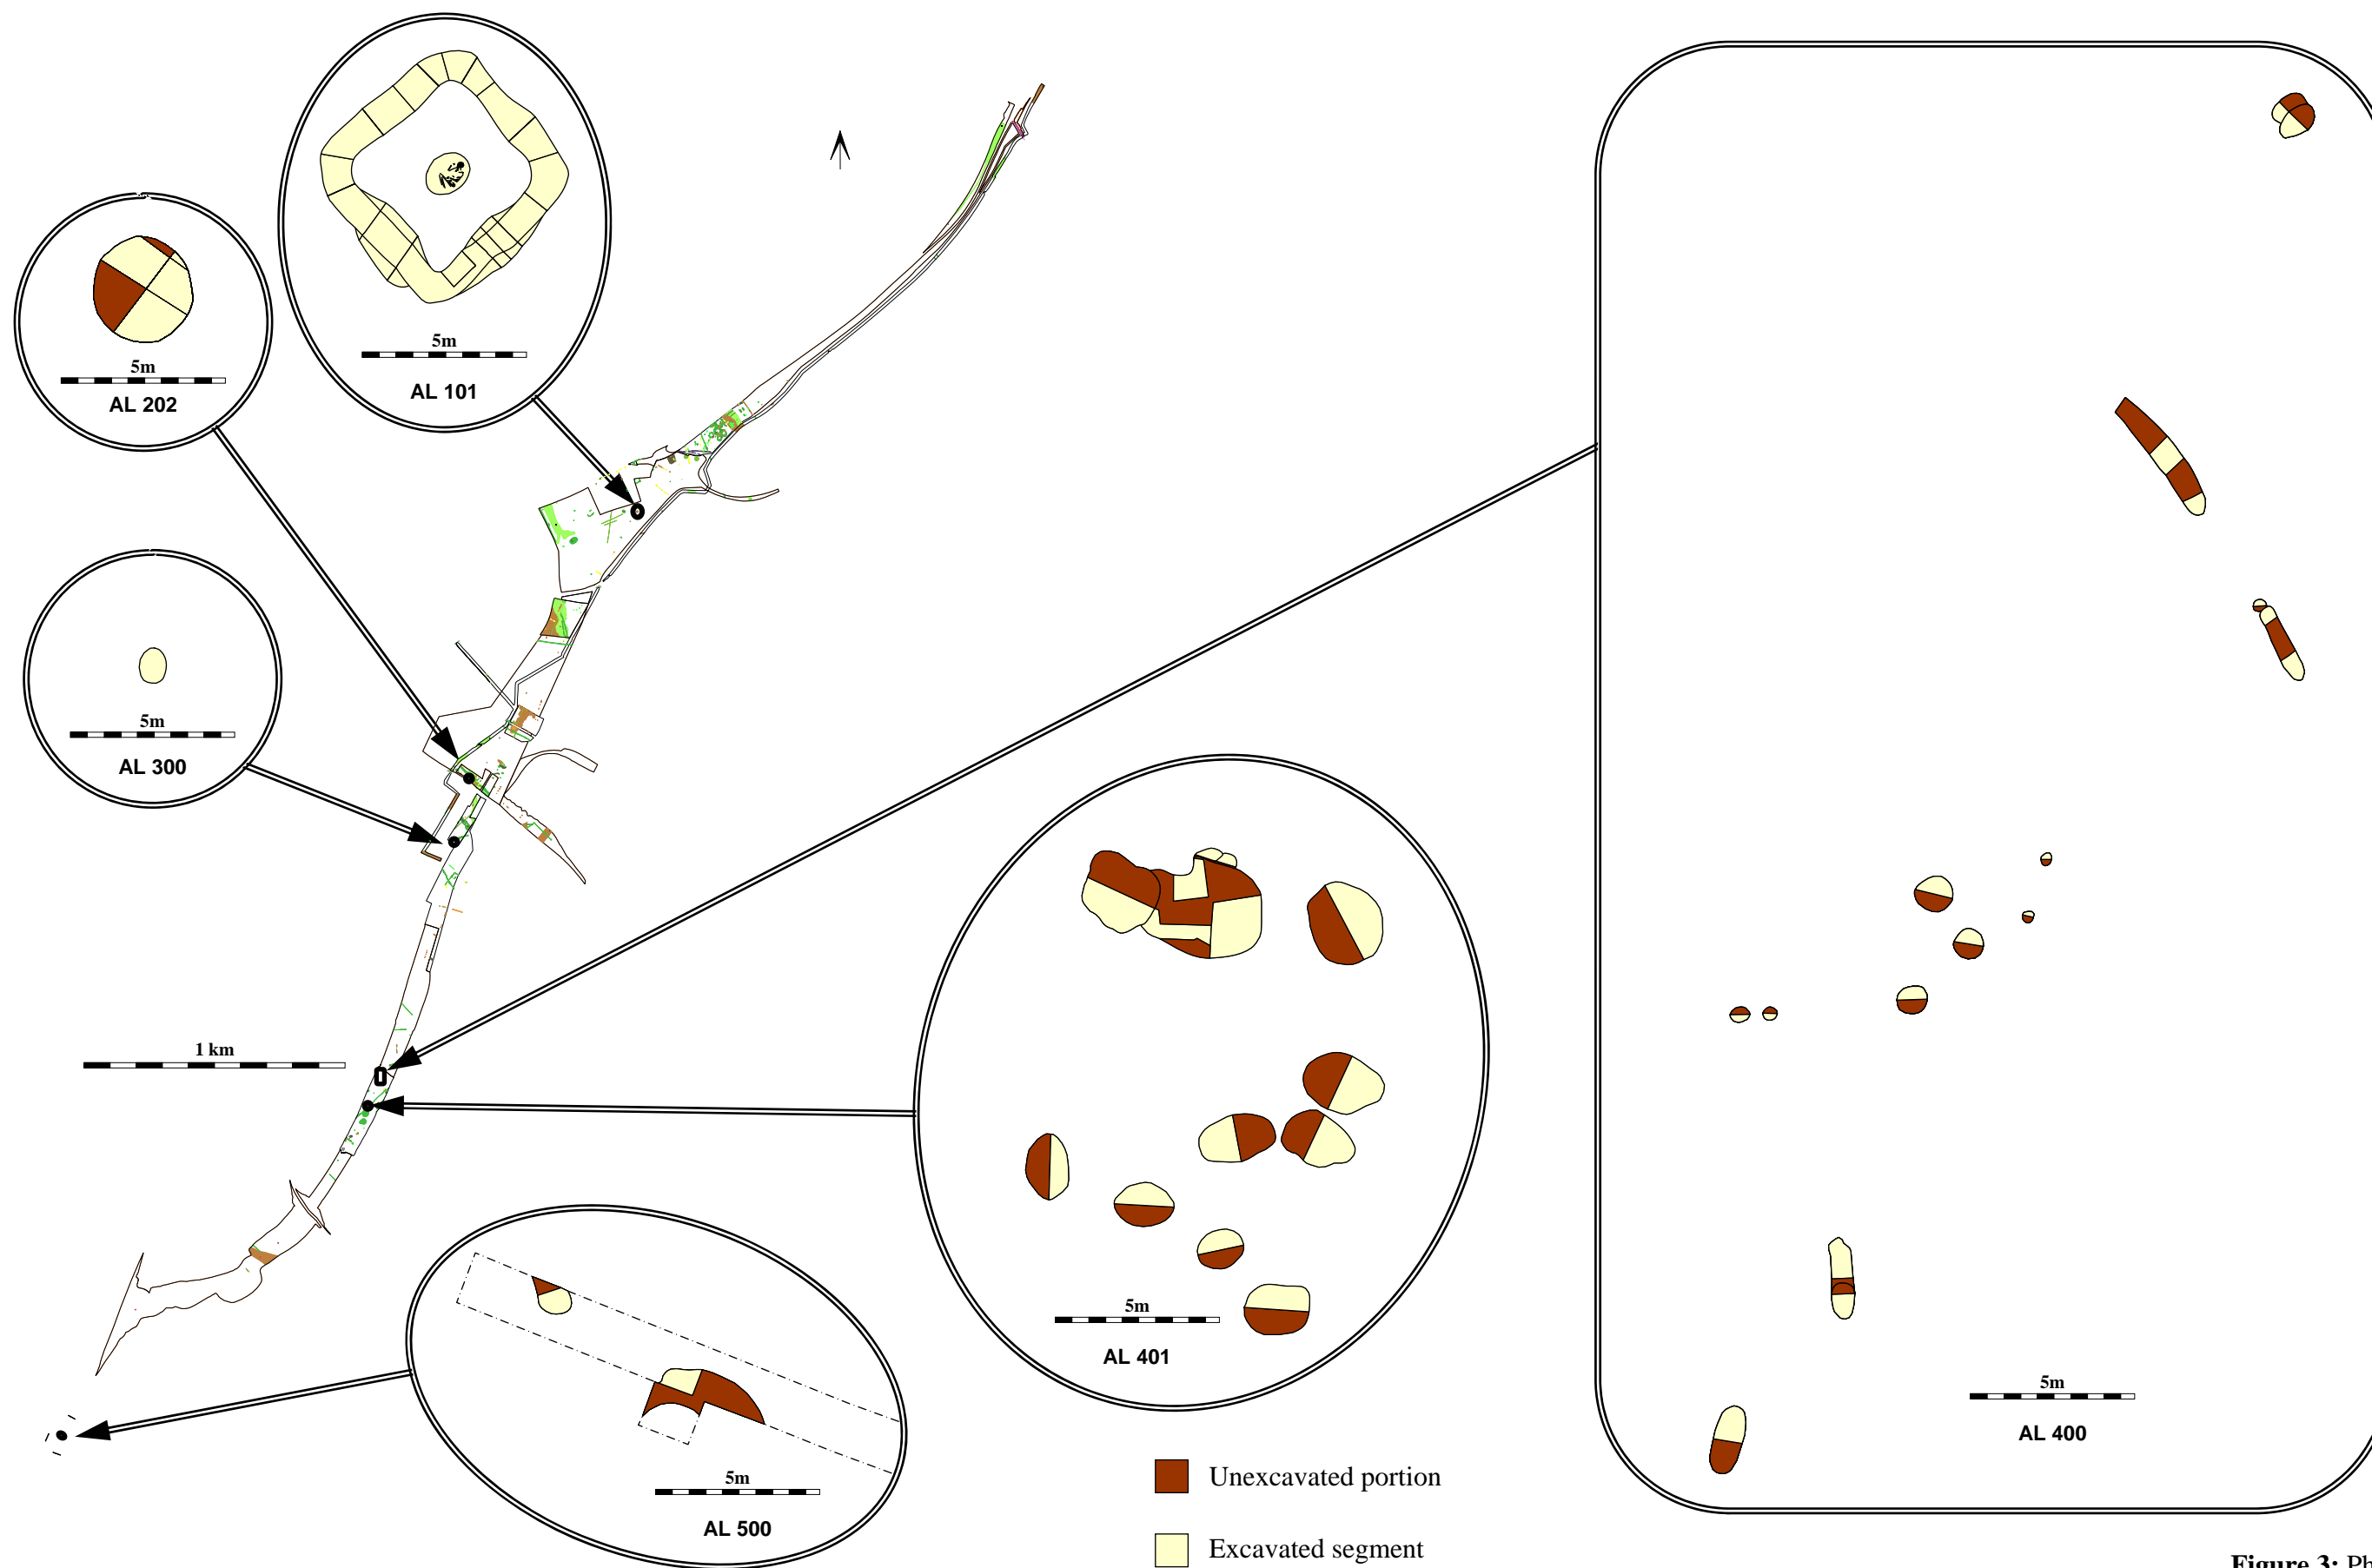 5m
AL 101
5m
AL 202
5m
AL 300
1 km
5m
AL 401
5m
AL 400
5m
AL 500
Unexcavated portion
Excavated segment
Figure 3: Ph